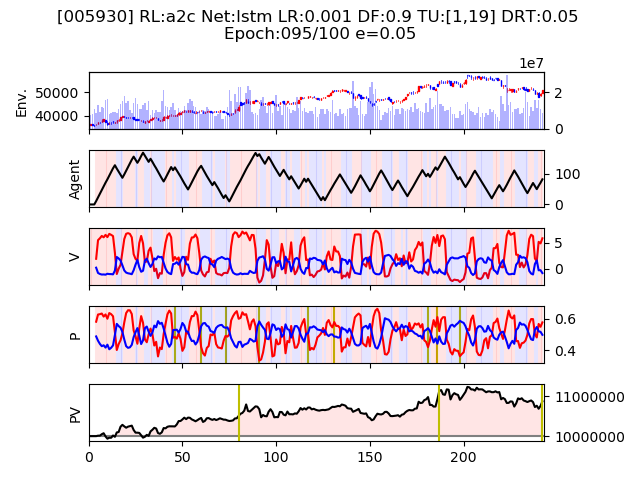 [005930] RL:a2c Net:lstm LR:0.001 DF:0.9 TU:[1,19] DRT:0.05
Epoch:095/100 e=0.05
1e7
Env.
50000
40000
2
0
Agent
100
0
V
5
0
P
0.6
0.4
PV
11000000
10000000
0
50
100
150
200